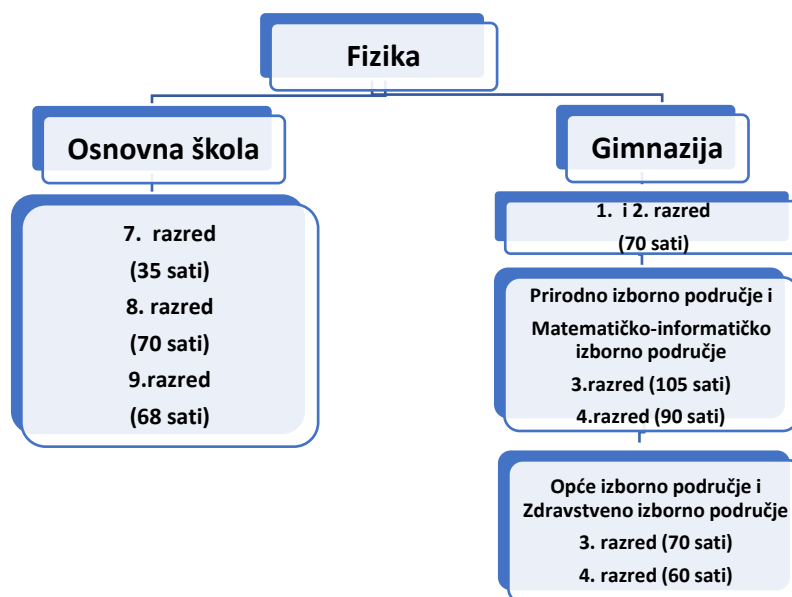 Fizika
Osnovna škola
7. razred
(35 sati)
8. razred
(70 sati)
9.razred
(68 sati)
Gimnazija
1. i 2. razred
(70 sati)
Prirodno izborno područje i
Matematičko-informatičko
izborno područje
3.razred (105 sati)
4.razred (90 sati)
Opće izborno područje i
Zdravstveno izborno područje
3. razred (70 sati)
4. razred (60 sati)